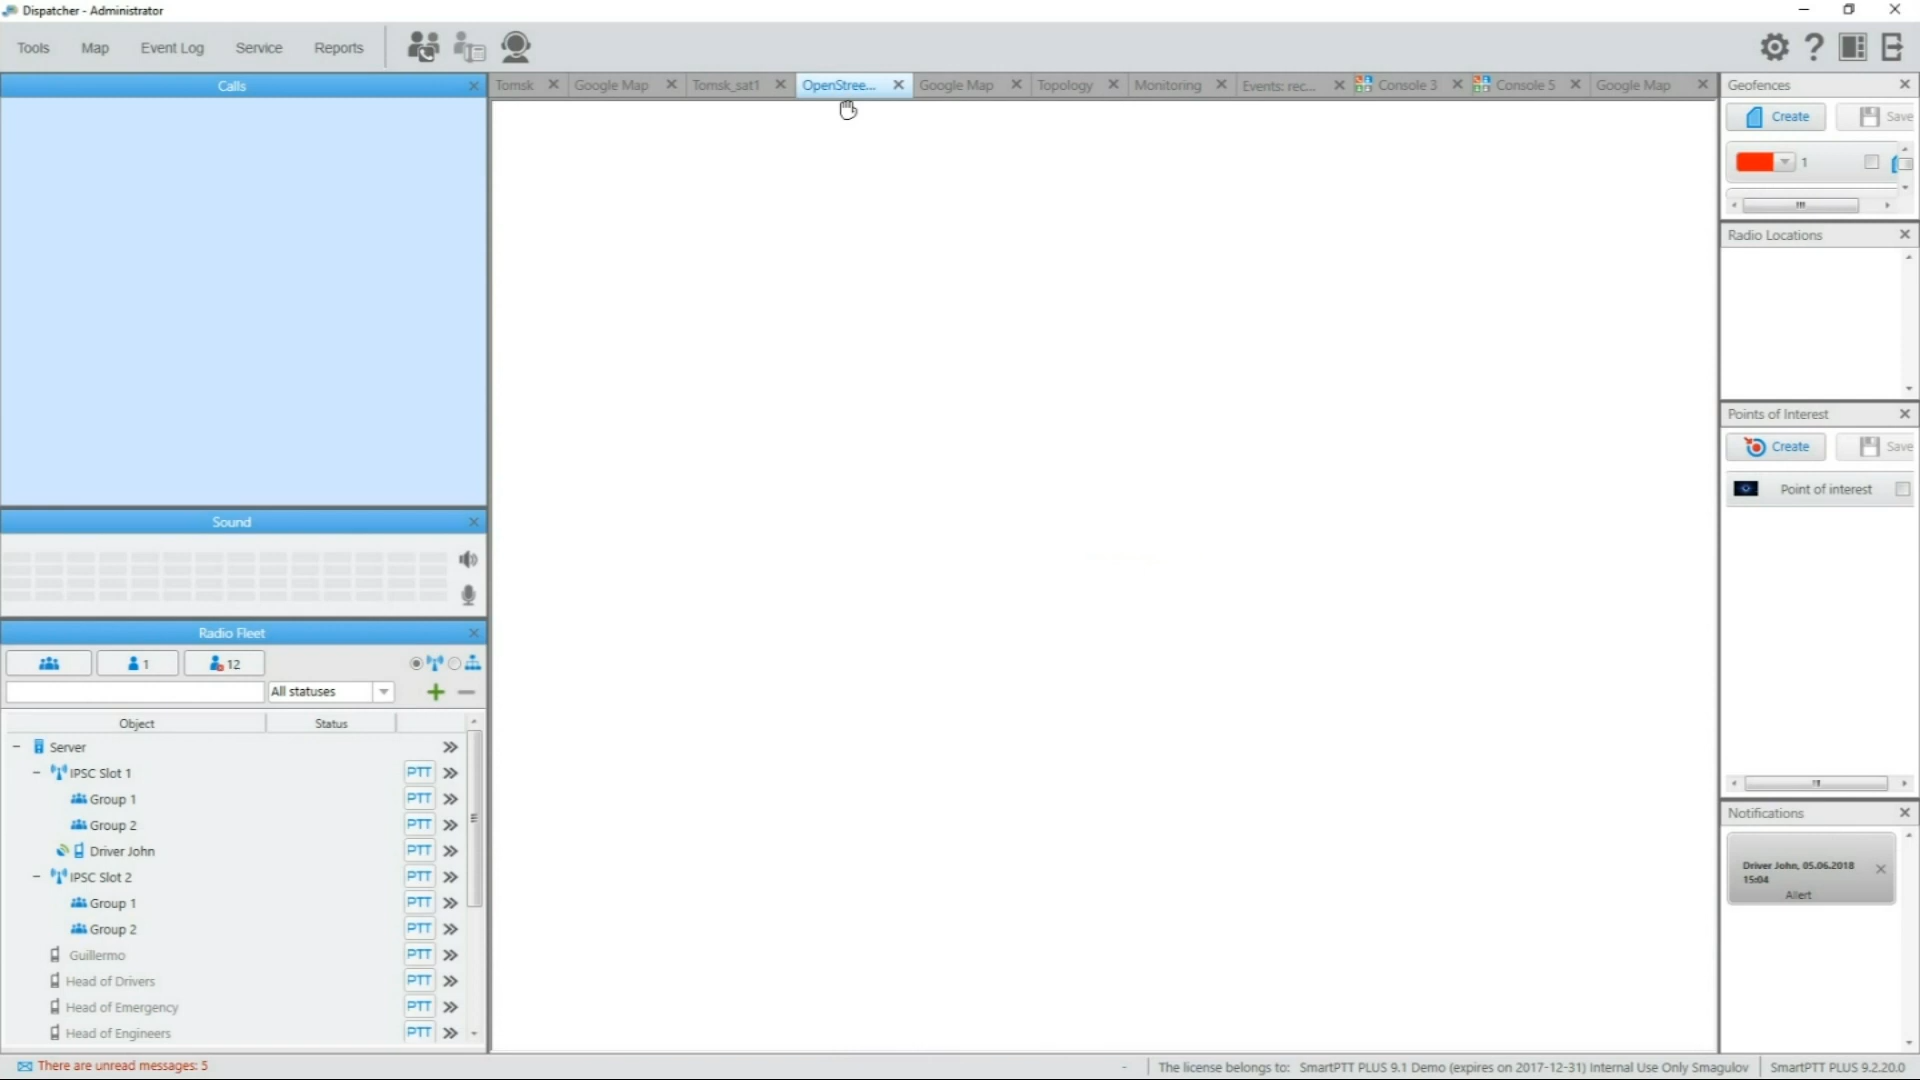 Dispatcher - Administrator
Tools Map Event Log Service Reports
Calls
Tomsk Google Map Tomsk_sat1 OpenStree... Google Map Topology Monitoring Events: rec... Console 3 Console 5 Google Map
Geofences
Create Save
1
Radio Locations
Points of Interest
Create Save
Point of interest
Sound
Radio Fleet
1 12
All statuses
Object Status
Server
IPSC Slot 1 PTT
Group 1 PTT
Group 2 PTT
Driver John PTT
IPSC Slot 2 PTT
Group 1 PTT
Group 2 PTT
Guillermo PTT
Head of Drivers PTT
Head of Emergency PTT
Head of Engineers PTT
Notifications
Driver John, 05.06.2018
15:04
Allert
There are unread messages: 5
- The license belongs to: SmartPTT PLUS 9.1 Demo (expires on 2017-12-31) Internal Use Only Smagulov SmartPTT PLUS 9.2.20.0